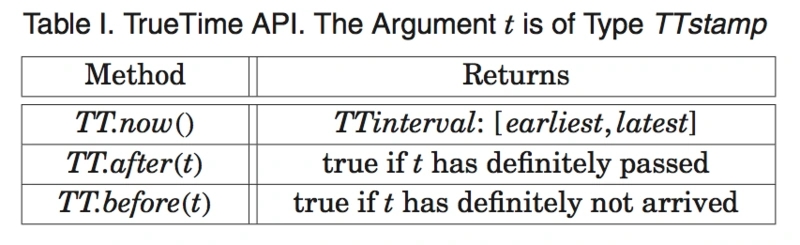 Table I. TrueTime API. The Argument t is of Type TTstamp
Method Returns
TT.now() TTinterval: [earliest, latest]
TT.after(t) true if t has definitely passed
TT.before(t) true if t has definitely not arrived